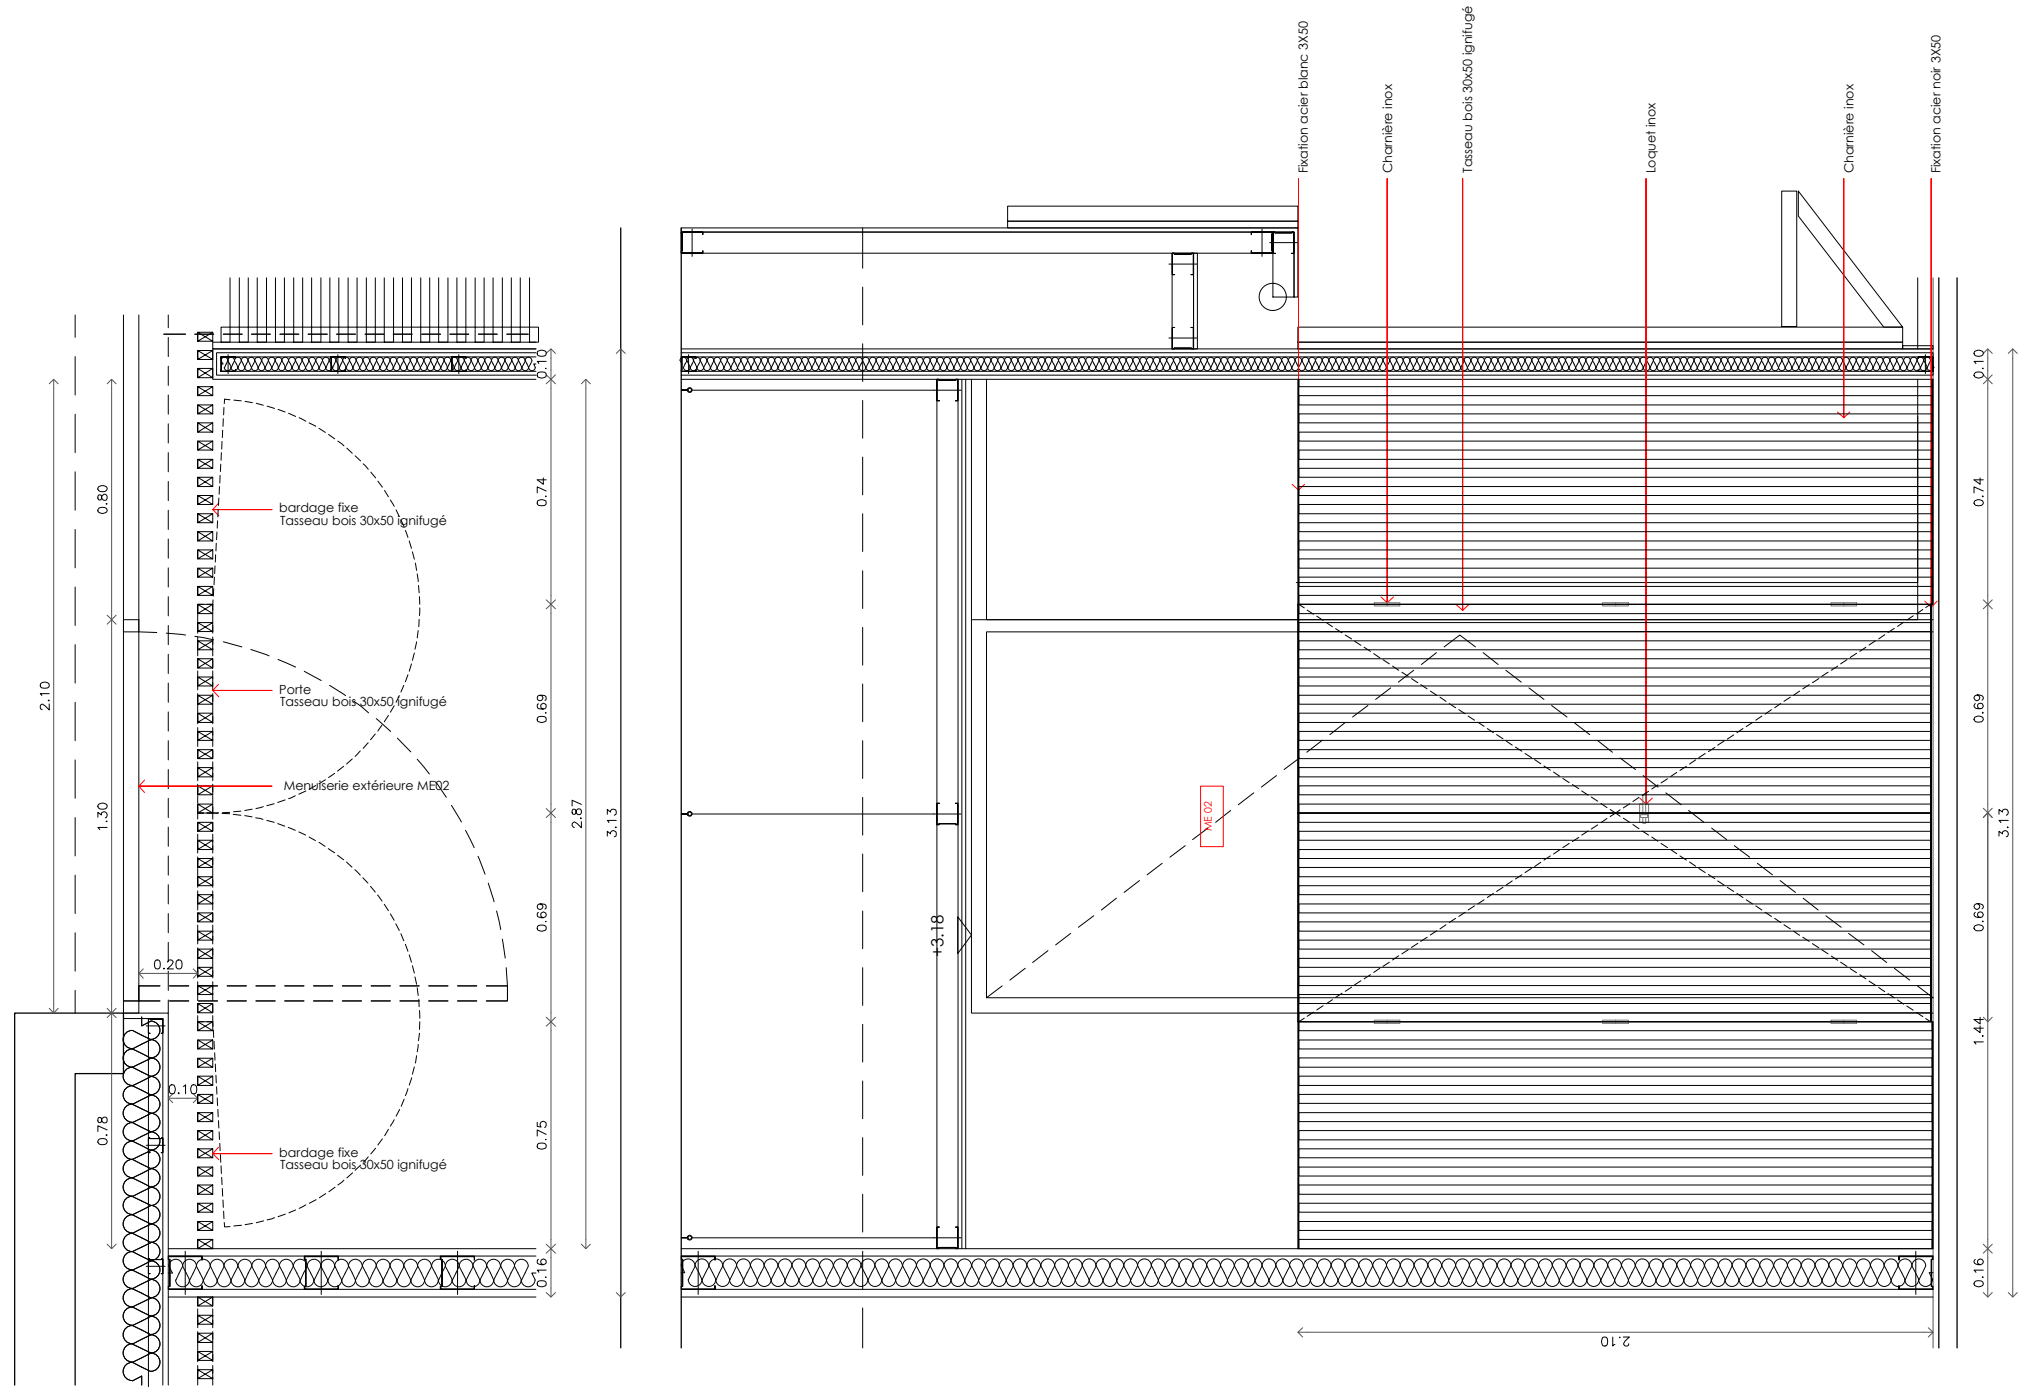 Fixation acier blanc 3X50
Charnière inox
Tasseau bois 30x50 ignifugé
Loquet inox
Charnière inox
Fixation acier noir 3X50
bardage fixe
Tasseau bois 30x50 ignifugé
Porte
Tasseau bois 30x50 ignifugé
Menuiserie extérieure ME02
bardage fixe
Tasseau bois 30x50 ignifugé
2.10
0.80
1.30
0.78
0.20
0.10
0.10
0.74
0.69
0.69
0.75
0.16
2.87
3.13
+3.18
ME 02
0.10
0.74
0.69
0.69
1.44
0.16
3.13
2.10